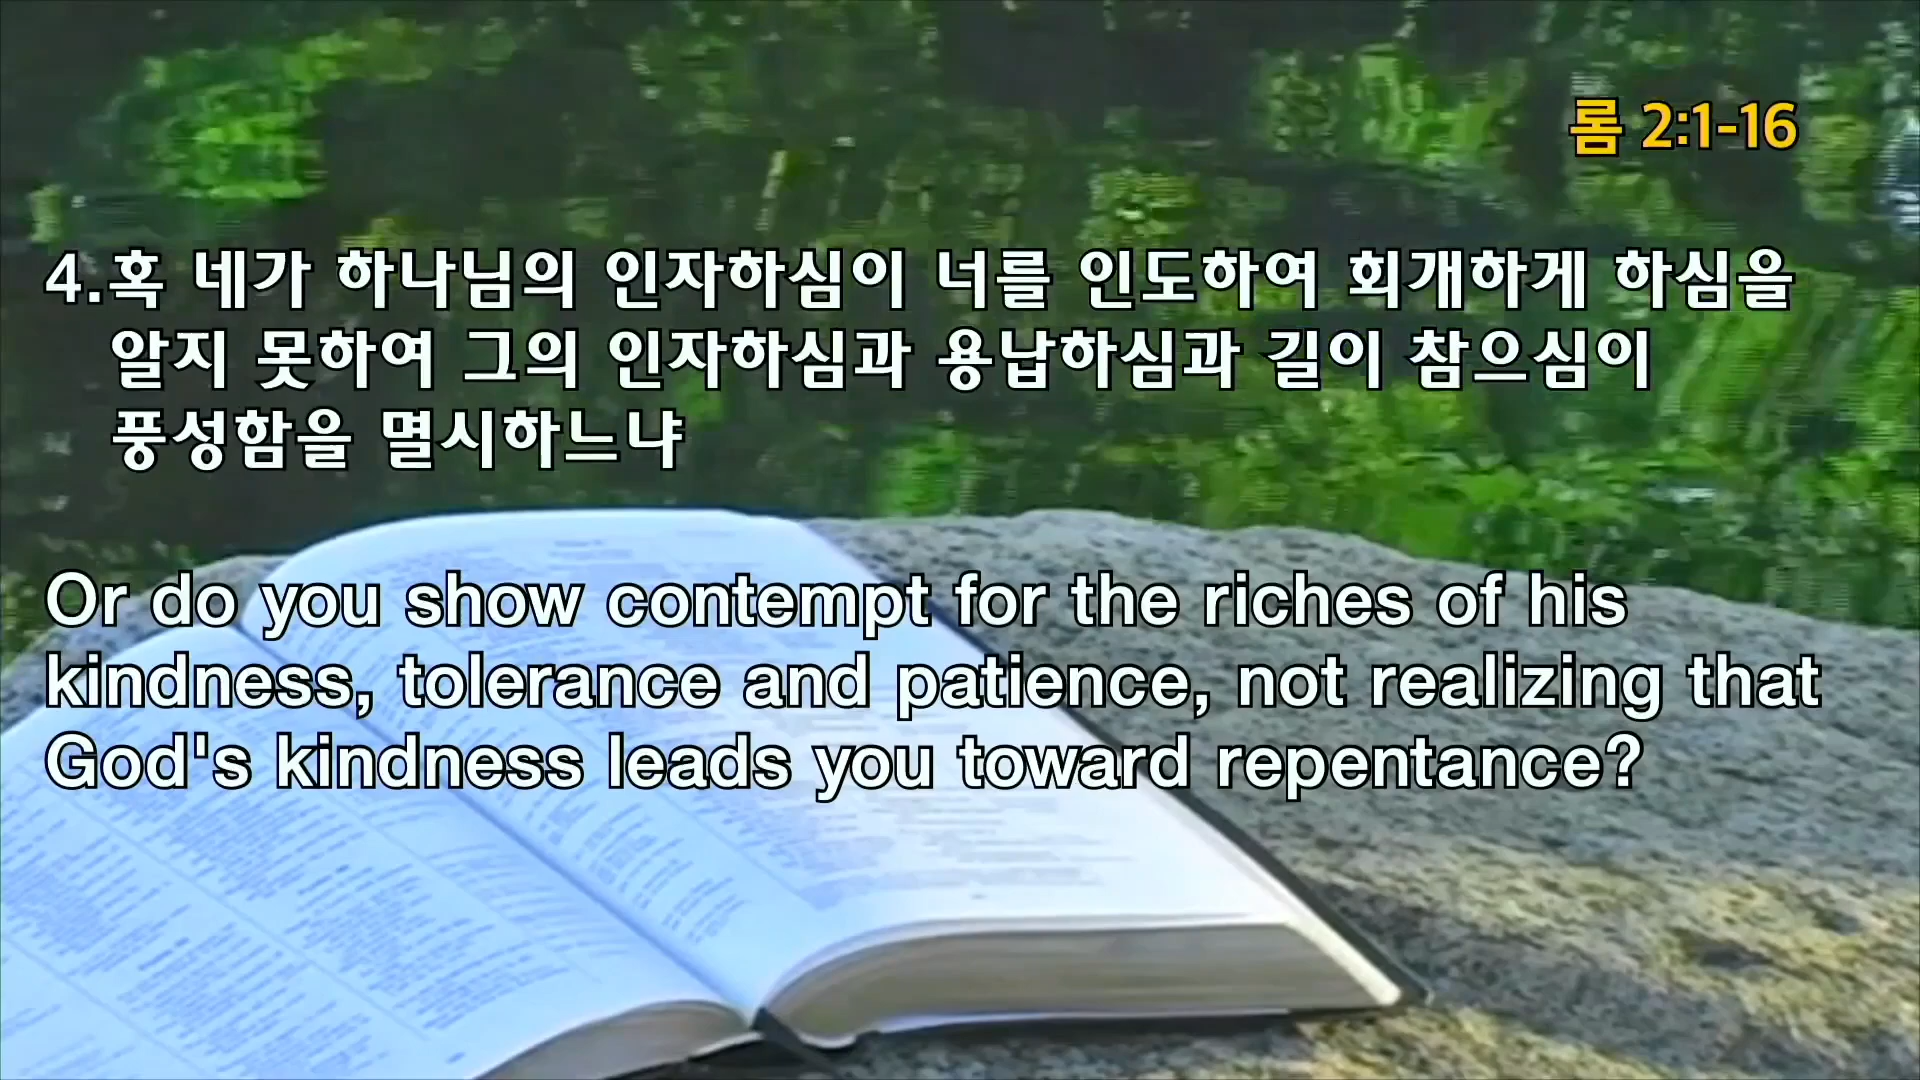 롬 2:1-16
4.혹 네가 하나님의 인자하심이 너를 인도하여 회개하게 하심을
알지 못하여 그의 인자하심과 용납하심과 길이 참으심이
풍성함을 멸시하느냐
Or do you show contempt for the riches of his
kindness, tolerance and patience, not realizing that
God's kindness leads you toward repentance?